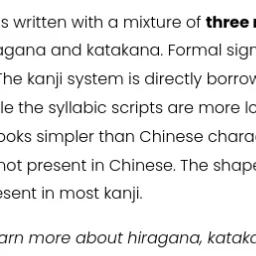 s written with a mixture of three
agana and katakana. Formal sign
The kanji system is directly borrow
le the syllabic scripts are more lo
ooks simpler than Chinese chara
not present in Chinese. The shape
esent in most kanji.
arn more about hiragana, kataka